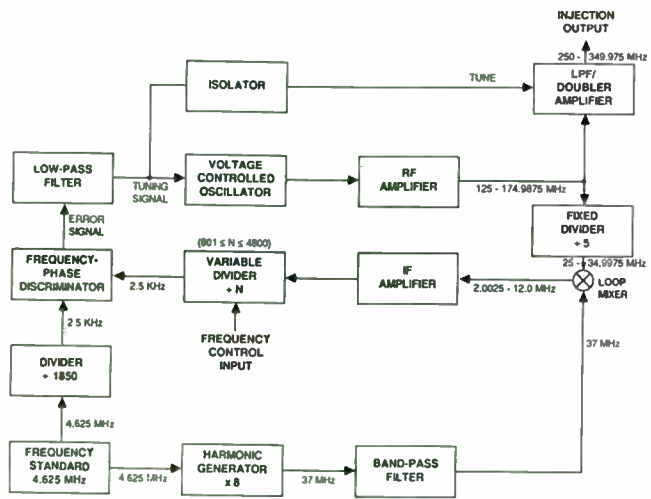 INJECTION
OUTPUT
250 - 349.975 MHz
ISOLATOR
TUNE
LPF/
DOUBLER
AMPLIFIER
LOW-PASS
FILTER
TUNING
SIGNAL
VOLTAGE
CONTROLLED
OSCILLATOR
RF
AMPLIFIER
125 - 174.9875 MHz
ERROR
SIGNAL
FIXED
DIVIDER
÷ 5
(801 ≤ N ≤ 4800)
25 - 34.9975 MHz
FREQUENCY-
PHASE
DISCRIMINATOR
2.5 KHz
VARIABLE
DIVIDER
÷ N
IF
AMPLIFIER
2.0025 - 12.0 MHz
LOOP
MIXER
2.5 KHz
FREQUENCY
CONTROL
INPUT
37 MHz
DIVIDER
÷ 1850
4.625 MHz
FREQUENCY
STANDARD
4.625 MHz
4.625 MHz
HARMONIC
GENERATOR
x 8
37 MHz
BAND-PASS
FILTER